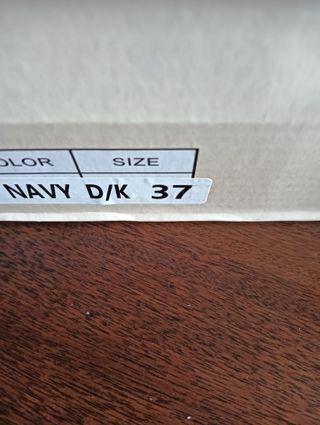 OLOR SIZE
NAVY D/K 37